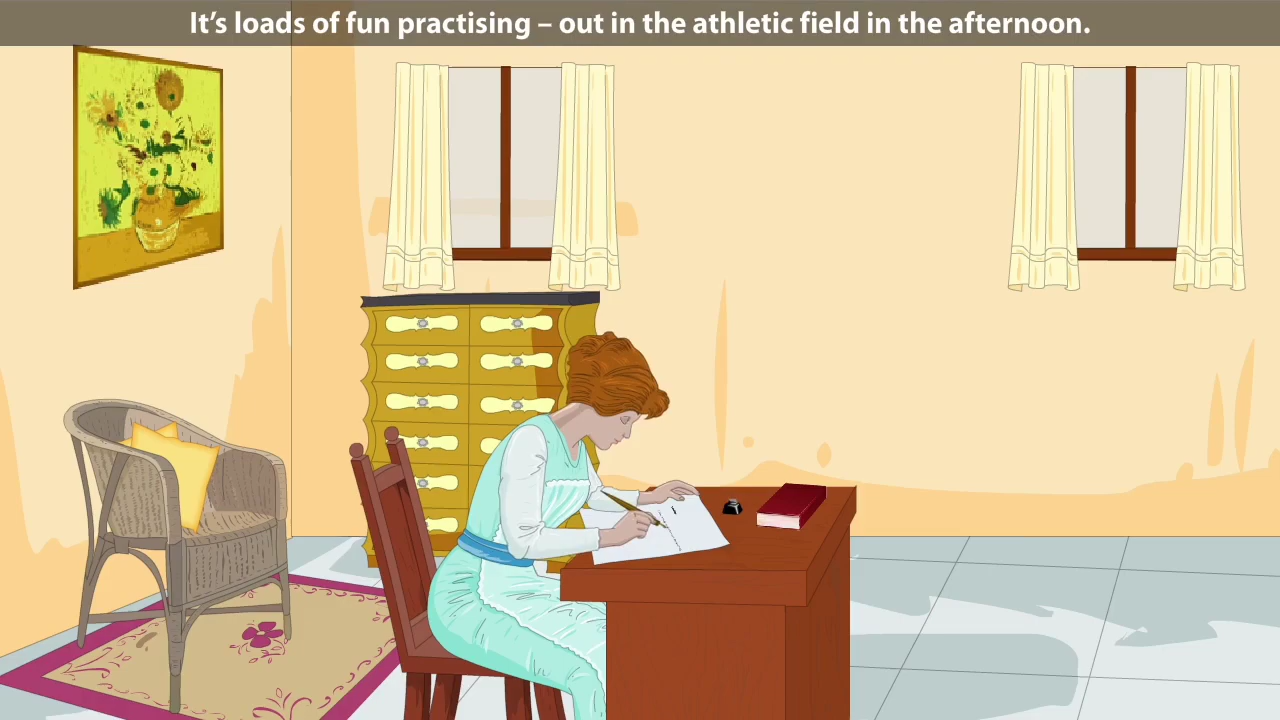 It’s loads of fun practising – out in the athletic field in the afternoon.